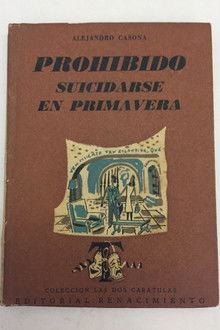 ALEJANDRO CASONA
PROHIBIDO
SUICIDARSE
EN PRIMAVERA
COLECCION LAS DOS CARATULAS
EDITORIAL RENACIMIENTO